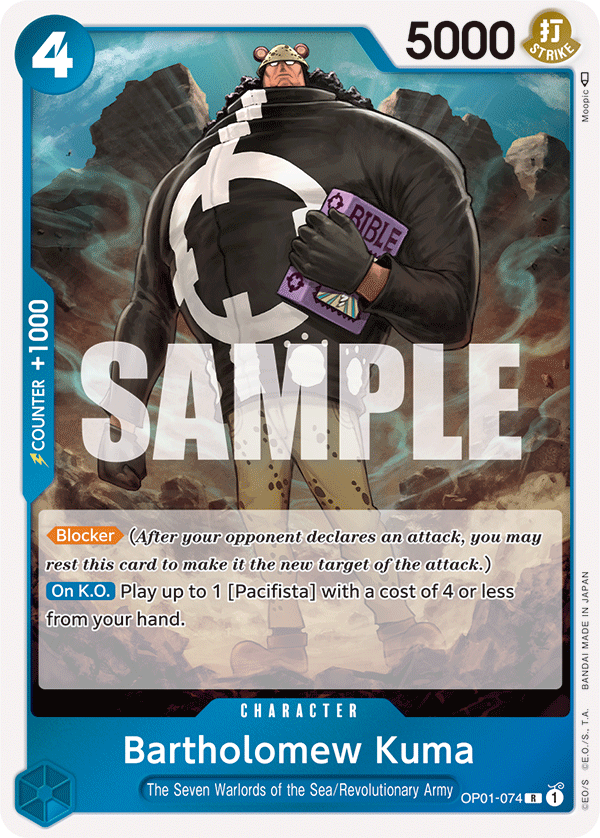 4
5000
打
STRIKE
Moopic
BIBLE
COUNTER +1000
SAMPLE
Blocker (After your opponent declares an attack, you may
rest this card to make it the new target of the attack.)
On K.O. Play up to 1 [Pacifista] with a cost of 4 or less
from your hand.
CHARACTER
Bartholomew Kuma
The Seven Warlords of the Sea/Revolutionary Army
OP01-074 R 1
©E.O./S ©E.O./S., T.A. BANDAI MADE IN JAPAN